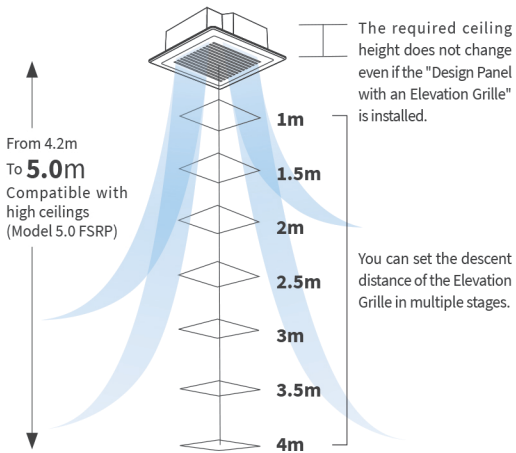 The required ceiling
height does not change
even if the "Design Panel
with an Elevation Grille"
is installed.
From 4.2m
To 5.0m
Compatible with
high ceilings
(Model 5.0 FSRP)
1m
1.5m
2m
2.5m
3m
3.5m
4m
You can set the descent
distance of the Elevation
Grille in multiple stages.